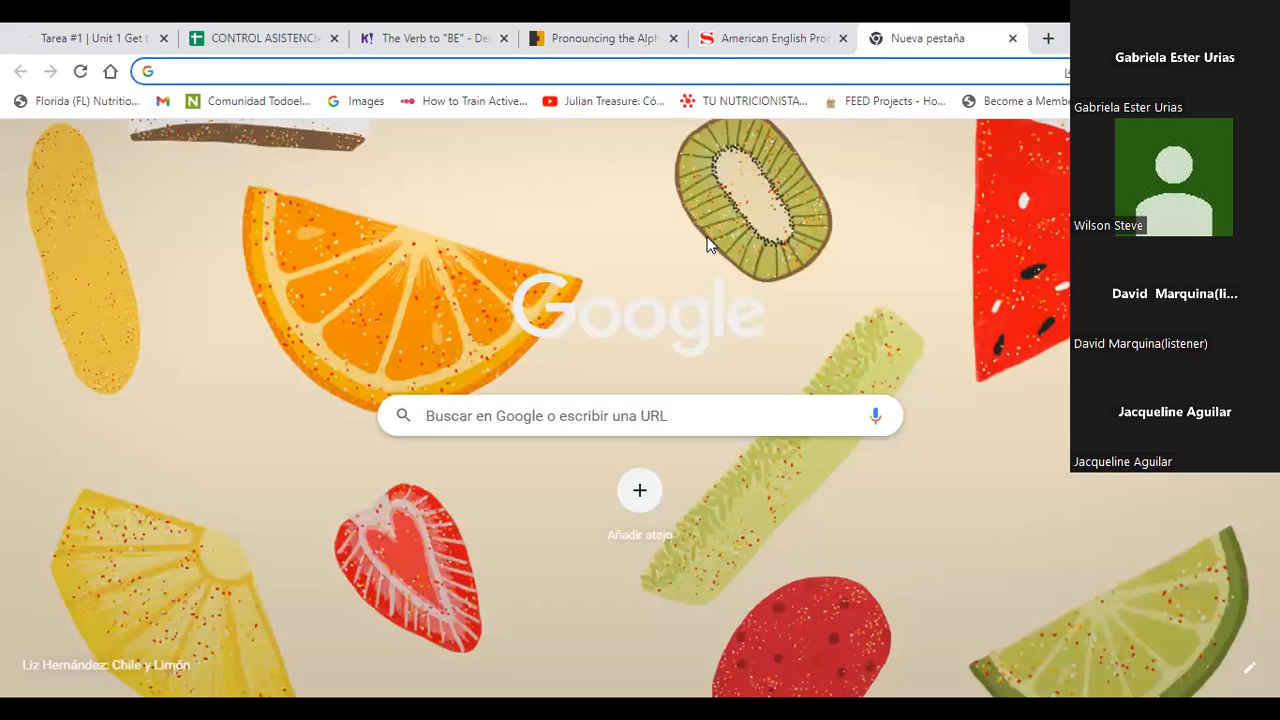 Tarea #1 | Unit 1 Get t
CONTROL ASISTENCI
K! The Verb to "BE" - De
Pronouncing the Alph
S American English Pro
Nueva pestaña
Florida (FL) Nutritio...
Comunidad Todoel...
Images
How to Train Active...
Julian Treasure: Có...
TU NUTRICIONISTA...
FEED Projects - Ho...
Become a Membe
Google
Buscar en Google o escribir una URL
Añadir atajo
Liz Hernández: Chile y Limón
Gabriela Ester Urias
Gabriela Ester Urias
Wilson Steve
David Marquina(li...
David Marquina(listener)
Jacqueline Aguilar
Jacqueline Aguilar